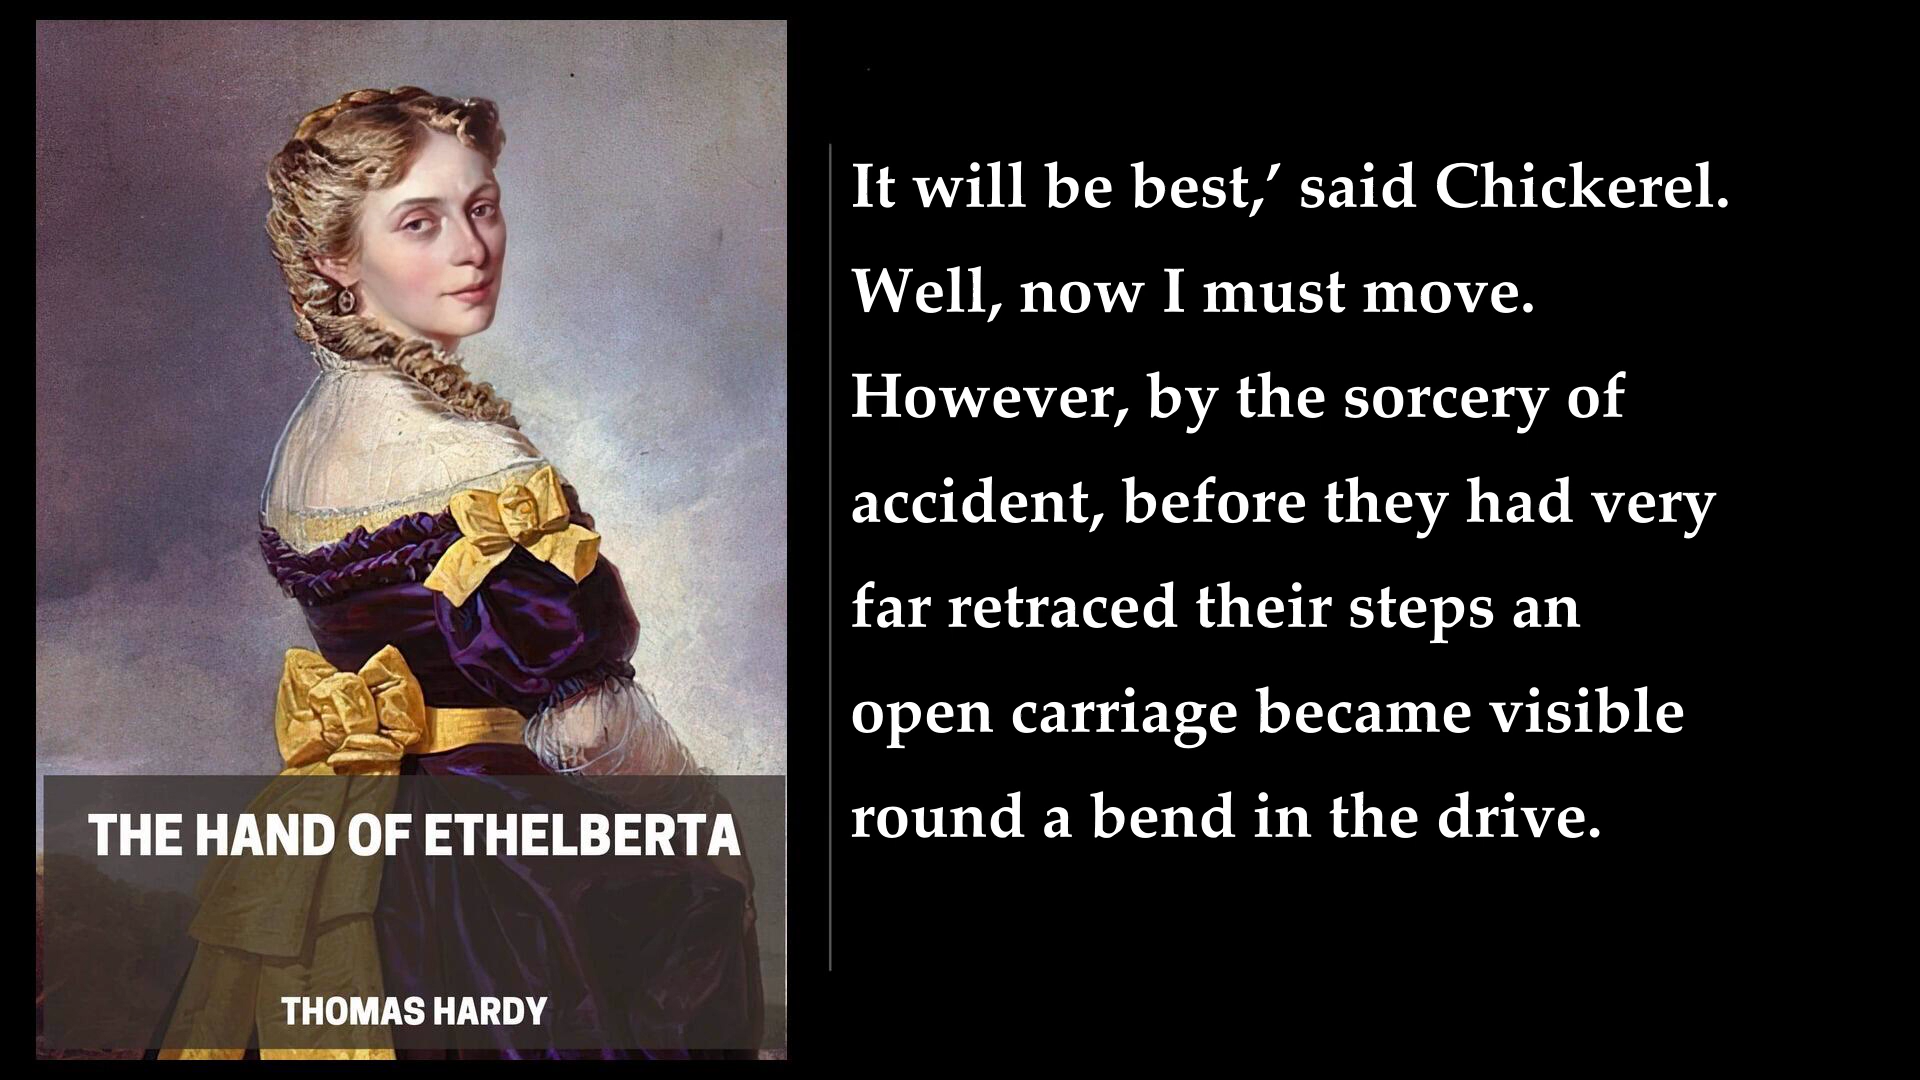 THE HAND OF ETHELBERTA
THOMAS HARDY
It will be best,’ said Chickerel.
Well, now I must move.
However, by the sorcery of
accident, before they had very
far retraced their steps an
open carriage became visible
round a bend in the drive.